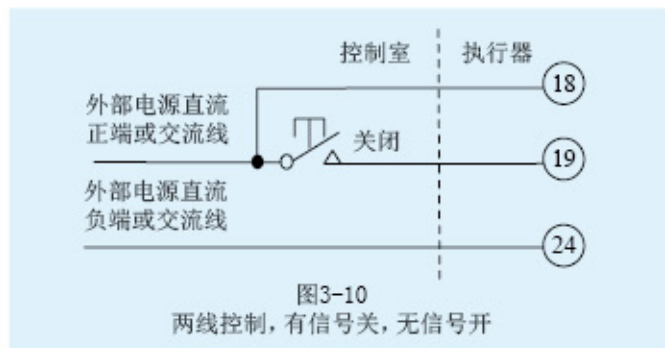 控制室
执行器
18
外部电源直流
正端或交流线
关闭
19
外部电源直流
负端或交流线
24
图3-10
两线控制,有信号关,无信号开